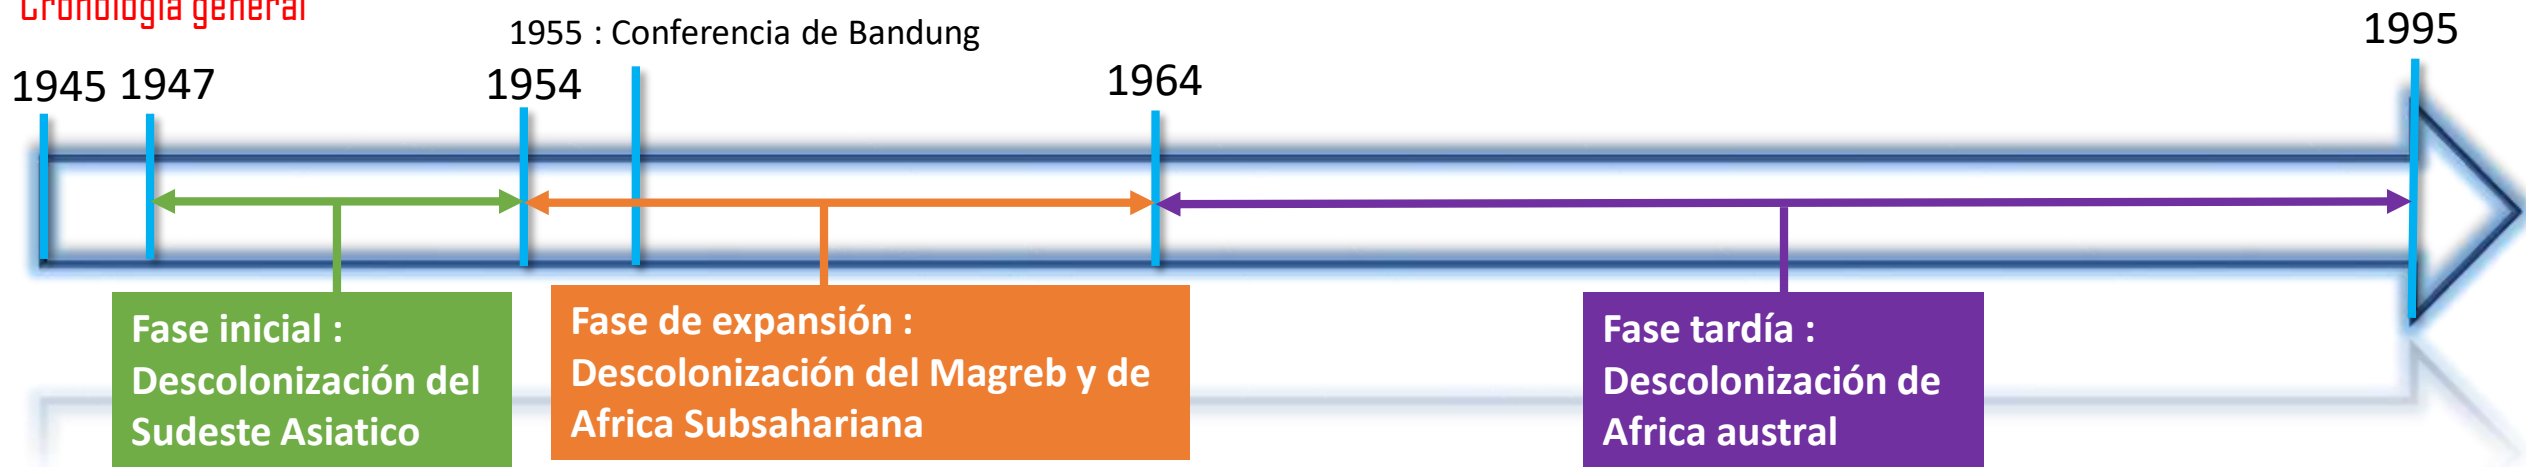 Cronología general
1955 : Conferencia de Bandung
1995
1945 1947
1954
1964
Fase inicial :
Descolonización del
Sudeste Asiatico
Fase de expansión :
Descolonización del Magreb y de
Africa Subsahariana
Fase tardía :
Descolonización de
Africa austral